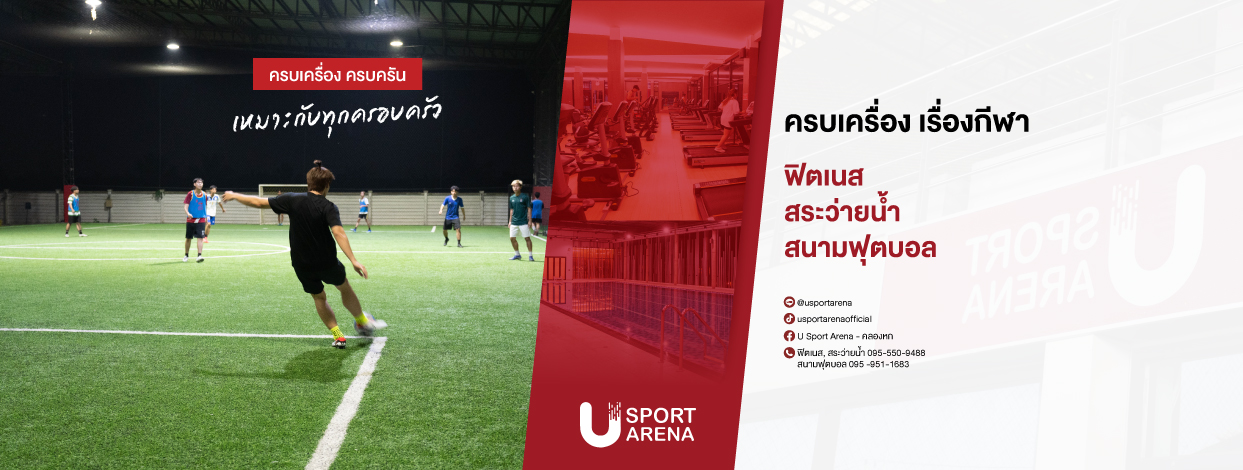 ครบเครื่อง ครบครัน
เหมาะกับทุกครอบครัว
U SPORT
ARENA
ครบเครื่อง เรื่องกีฬา
ฟิตเนส
สระว่ายน้ำ
สนามฟุตบอล
@usportarena
usportarenaofficial
U Sport Arena - คลองหก
ฟิตเนส, สระว่ายน้ำ 095-550-9488
สนามฟุตบอล 095 -951-1683
U SPORT
ARENA